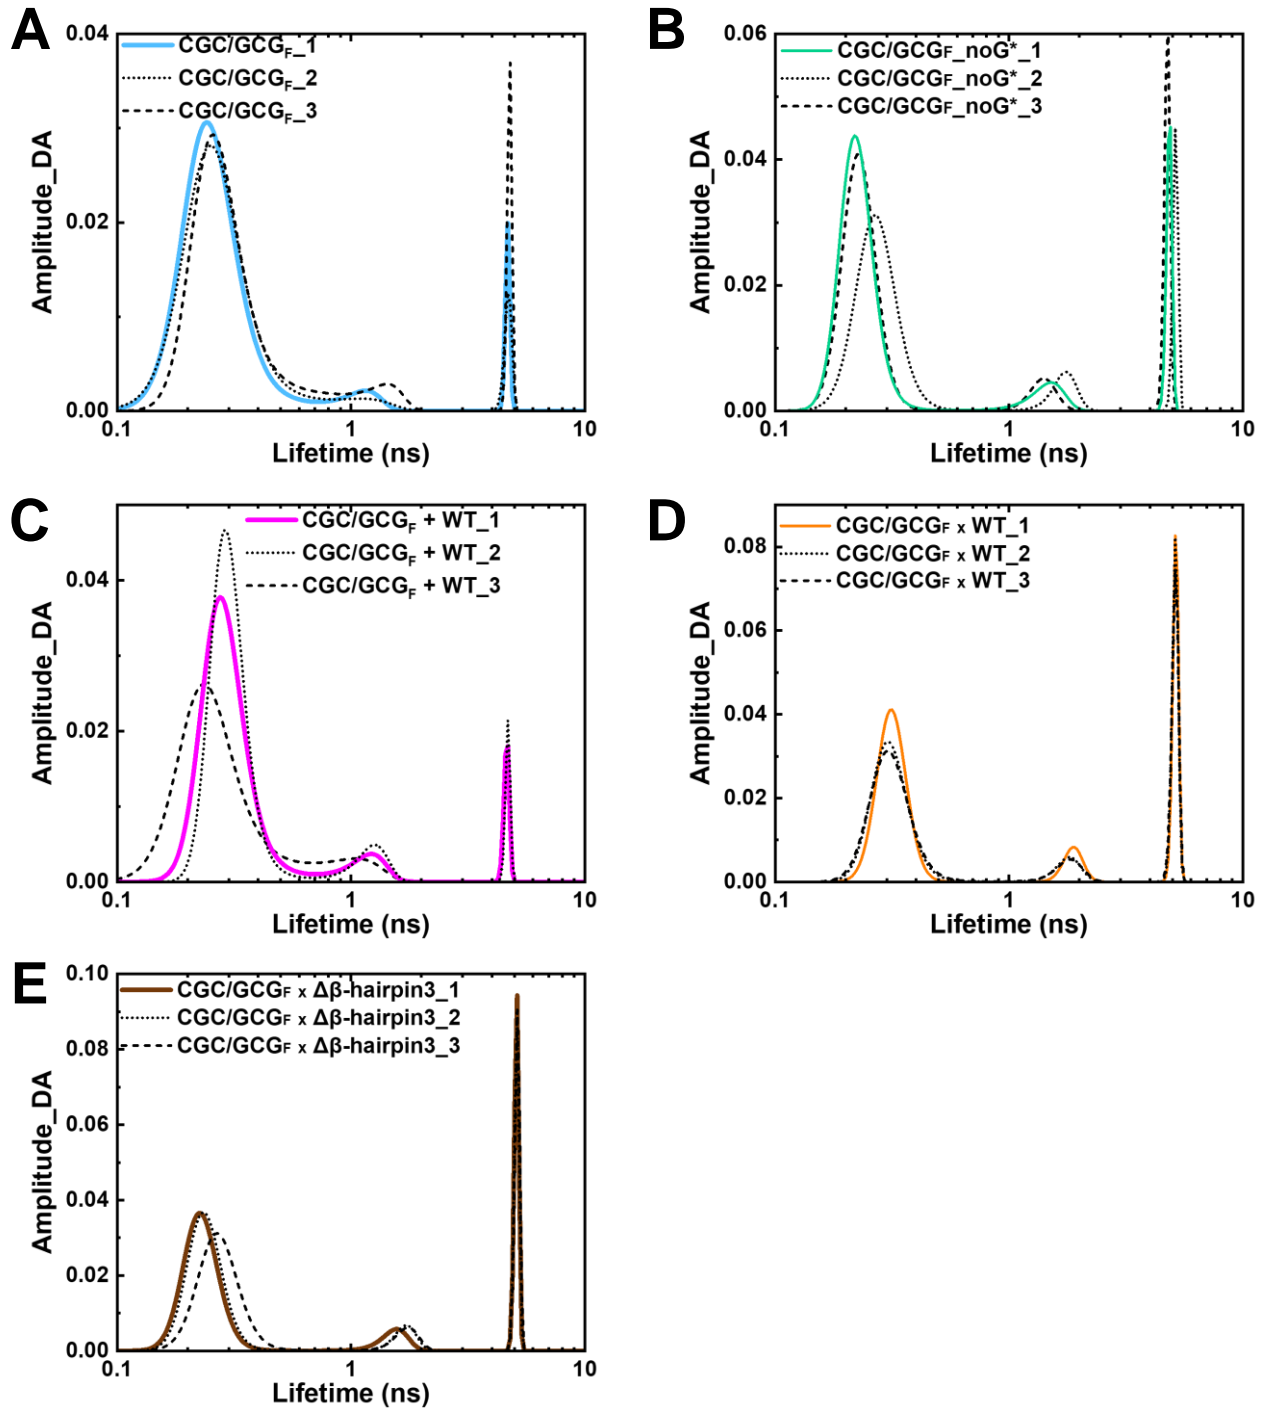 A
0.04
0.02
0.00
Amplitude_DA
CGC/GCGF_1
CGC/GCGF_2
CGC/GCGF_3
0.1
1
10
Lifetime (ns)
B
0.06
0.04
0.02
0.00
Amplitude_DA
CGC/GCGF_noG*_1
CGC/GCGF_noG*_2
CGC/GCGF_noG*_3
0.1
1
10
Lifetime (ns)
C
0.04
0.02
0.00
Amplitude_DA
CGC/GCGF + WT_1
CGC/GCGF + WT_2
CGC/GCGF + WT_3
0.1
1
10
Lifetime (ns)
D
0.08
0.06
0.04
0.02
0.00
Amplitude_DA
CGC/GCGF x WT_1
CGC/GCGF x WT_2
CGC/GCGF x WT_3
0.1
1
10
Lifetime (ns)
E
0.10
0.08
0.06
0.04
0.02
0.00
Amplitude_DA
CGC/GCGF x Δβ-hairpin3_1
CGC/GCGF x Δβ-hairpin3_2
CGC/GCGF x Δβ-hairpin3_3
0.1
1
10
Lifetime (ns)